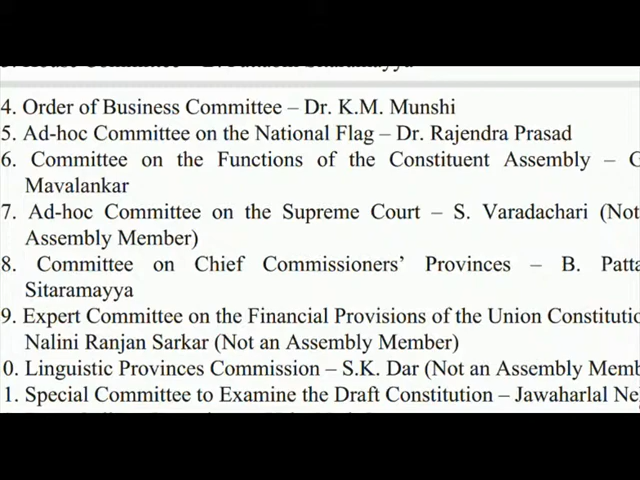 4. Order of Business Committee – Dr. K.M. Munshi
5. Ad-hoc Committee on the National Flag – Dr. Rajendra Prasad
6. Committee on the Functions of the Constituent Assembly – G
Mavalankar
7. Ad-hoc Committee on the Supreme Court – S. Varadachari (Not
Assembly Member)
8. Committee on Chief Commissioners’ Provinces – B. Patta
Sitaramayya
9. Expert Committee on the Financial Provisions of the Union Constitutio
Nalini Ranjan Sarkar (Not an Assembly Member)
0. Linguistic Provinces Commission – S.K. Dar (Not an Assembly Memb
1. Special Committee to Examine the Draft Constitution – Jawaharlal Ne